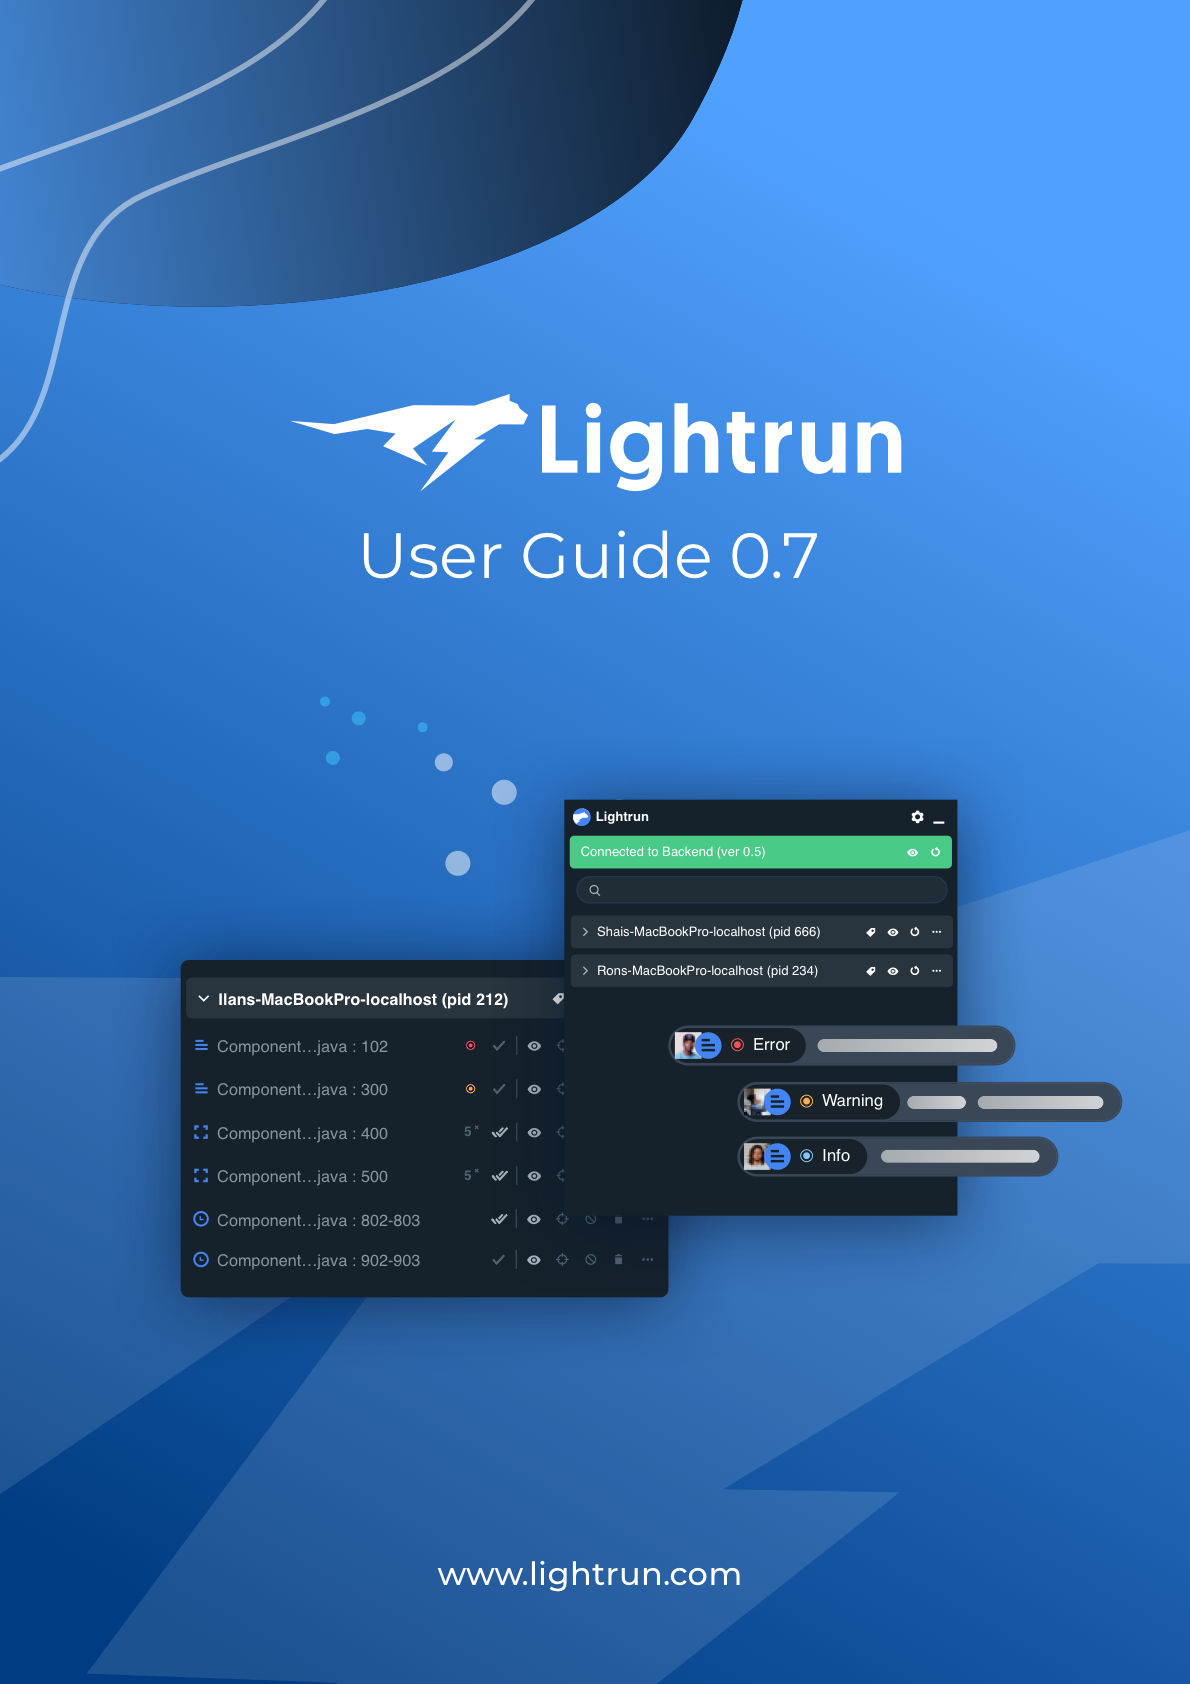 Lightrun
User Guide 0.7
Lightrun
Connected to Backend (ver 0.5)
Shais-MacBookPro-localhost (pid 666)
Rons-MacBookPro-localhost (pid 234)
Ilans-MacBookPro-localhost (pid 212)
Component...java : 102
Component...java : 300
Component...java : 400 5 x
Component...java : 500 5 x
Component...java : 802-803
Component...java : 902-903
Error
Warning
Info
www.lightrun.com